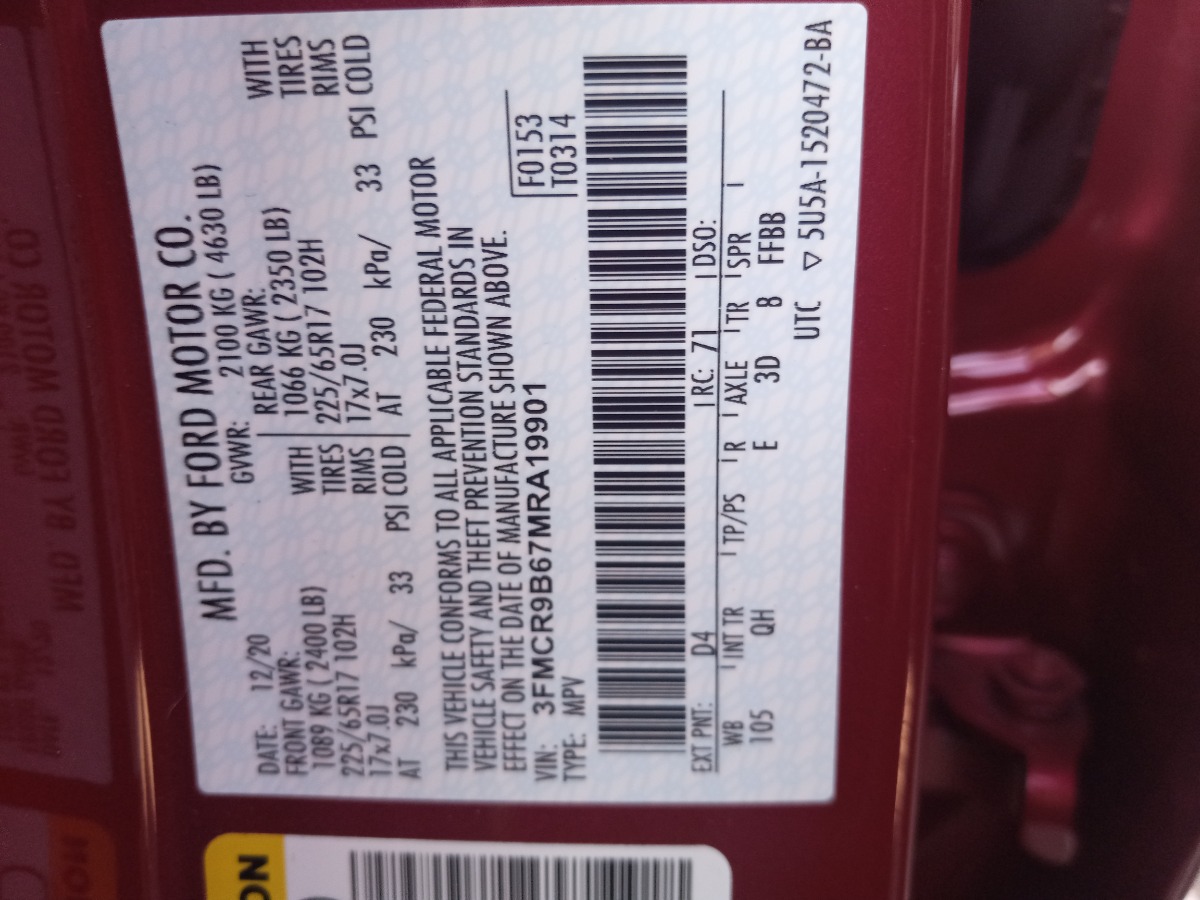 MFD. BY FORD MOTOR CO.
DATE: 12/20 GVWR: 2100 KG ( 4630 LB)
FRONT GAWR: REAR GAWR:
1089 KG ( 2400 LB) WITH 1066 KG ( 2350 LB) WITH
225/65R17 102H TIRES 225/65R17 102H TIRES
17x7.0J RIMS 17x7.0J RIMS
AT 230 kPa/ 33 PSI COLD AT 230 kPa/ 33 PSI COLD
THIS VEHICLE CONFORMS TO ALL APPLICABLE FEDERAL MOTOR
VEHICLE SAFETY AND THEFT PREVENTION STANDARDS IN
EFFECT ON THE DATE OF MANUFACTURE SHOWN ABOVE.
VIN: 3FMCR9B67MRA19901 F0153
TYPE: MPV T0314
EXT PNT: D4 RC: 71 DSO:
WB INT TR TP/PS R AXLE TR SPR
105 QH E 3D 8 FFBB
UTC ▽ 5U5A-1520472-BA
ON